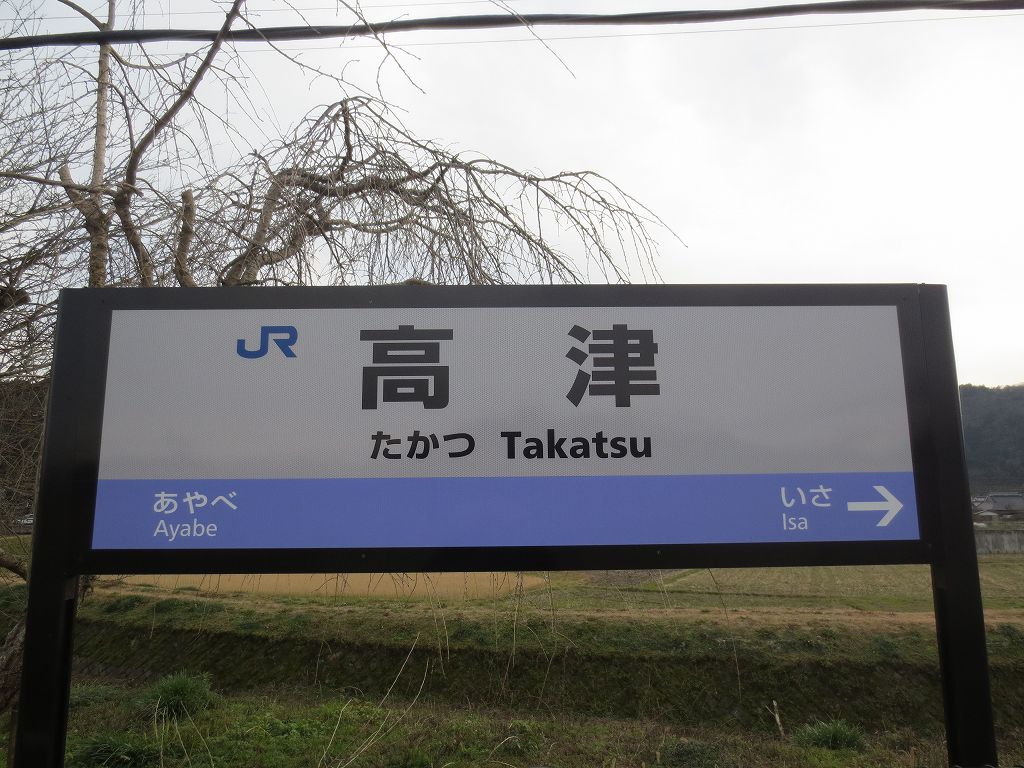 JR 高津
たかつ Takatsu
あやべ いさ →
Ayabe Isa